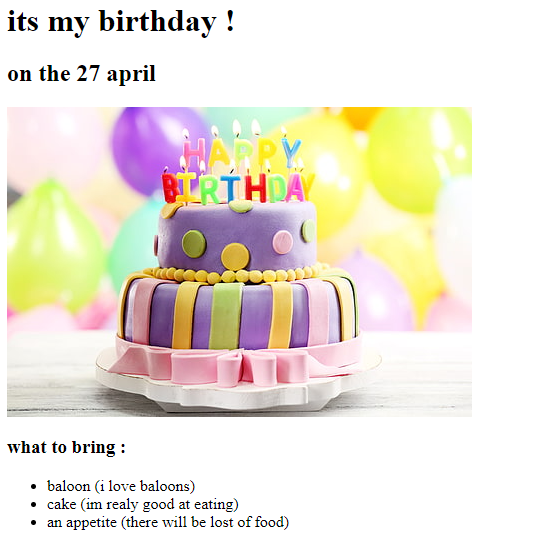 its my birthday !
on the 27 april
HAPPY
BIRTHDAY
what to bring :
baloon (i love baloons)
cake (im realy good at eating)
an appetite (there will be lost of food)